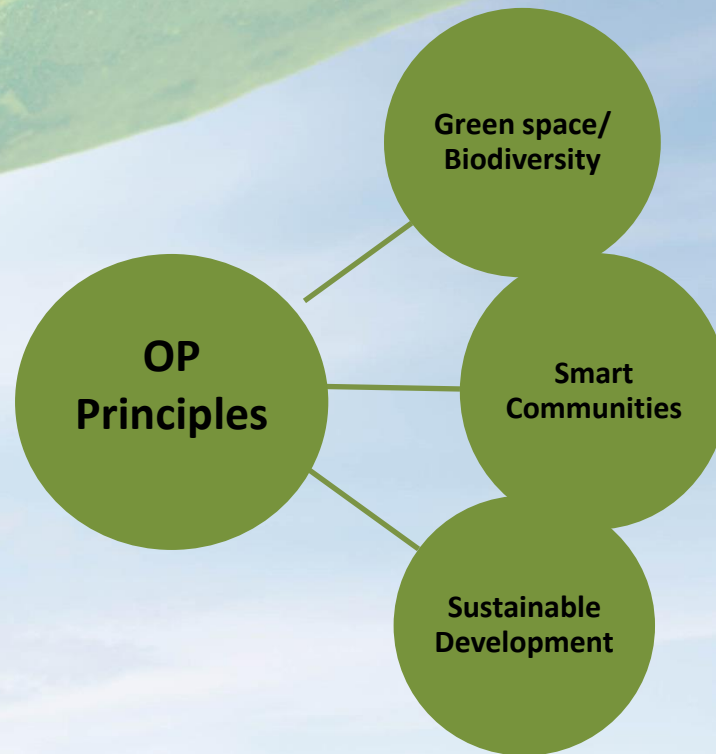 Green space/
Biodiversity
OP
Principles
Smart
Communities
Sustainable
Development